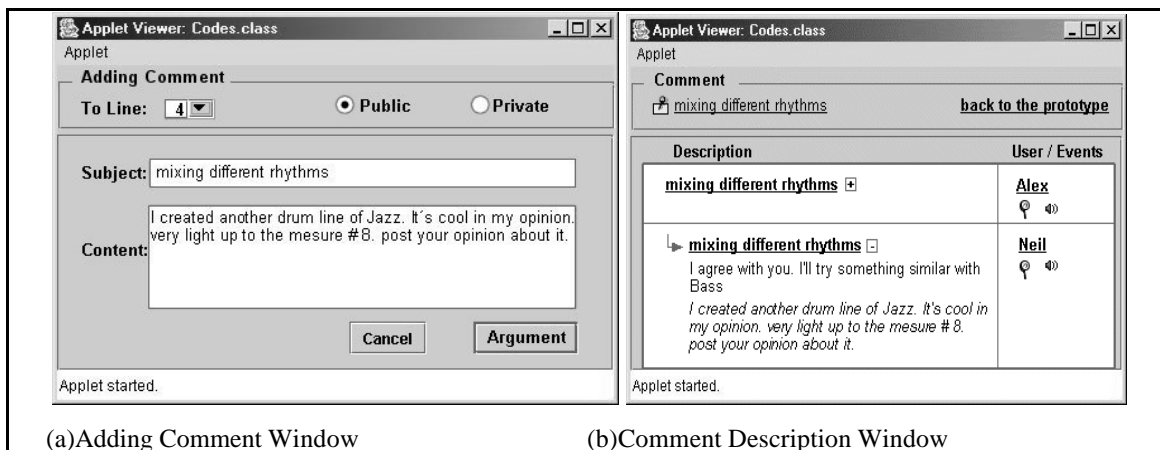 Applet Viewer: Codes.class
Applet
Adding Comment
To Line: 4 Public Private
Subject: mixing different rhythms
Content: I created another drum line of Jazz. It´s cool in my opinion.
very light up to the mesure #8. post your opinion about it.
Cancel Argument
Applet started.
(a)Adding Comment Window
Applet Viewer: Codes.class
Applet
Comment
mixing different rhythms back to the prototype
Description User / Events
mixing different rhythms + Alex
mixing different rhythms - Neil
I agree with you. I'll try something similar with
Bass
I created another drum line of Jazz. It's cool in
my opinion. very light up to the mesure # 8.
post your opinion about it.
Applet started.
(b)Comment Description Window